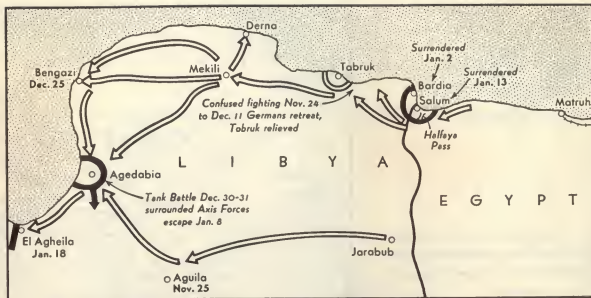 Derna
Surrendered
Jan. 2
Surrendered
Jan. 13
Bengazi
Dec. 25
Mekili
Tabruk
Bardia
Salum
Matruh
Halfaya
Pass
Confused fighting Nov. 24
to Dec. 11 Germans retreat,
Tobruk relieved
L I B Y A
E G Y P T
Agedabia
Tank Battle Dec. 30-31
surrounded Axis Forces
escape Jan. 8
El Agheila
Jan. 18
Jarabub
Aguila
Nov. 25